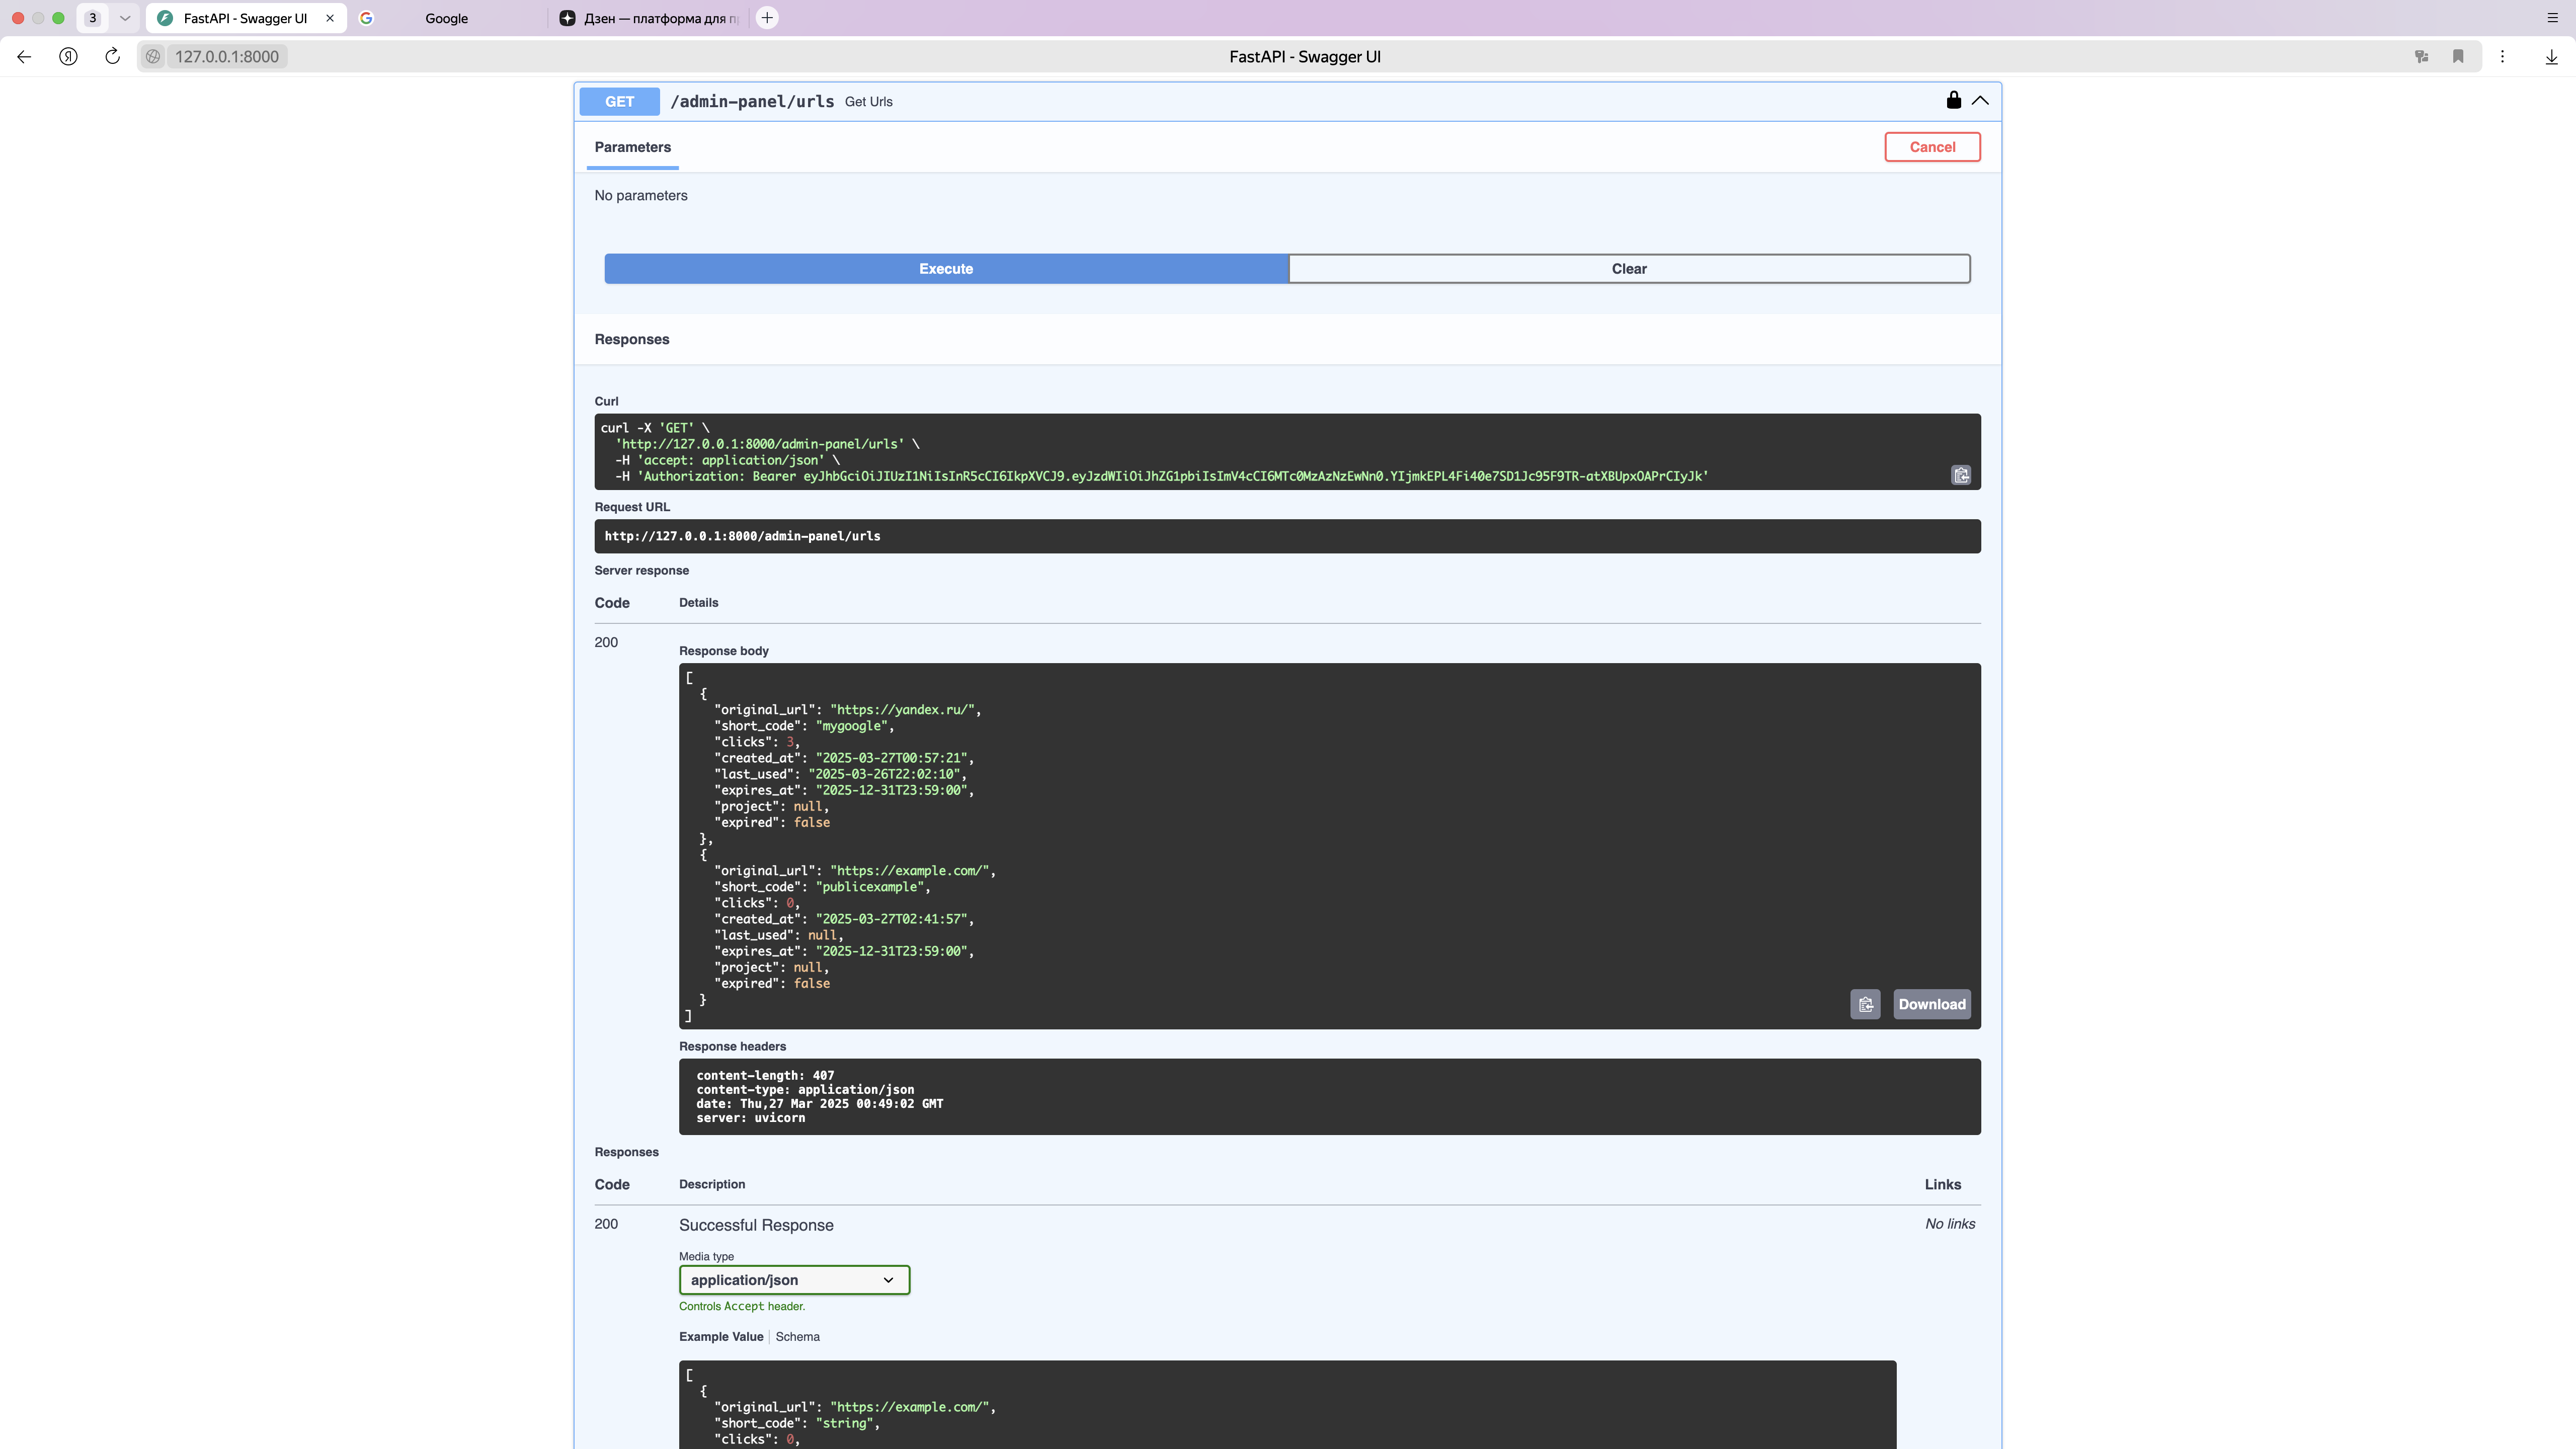 3
FastAPI - Swagger UI
Google
Дзен — платформа для п
127.0.0.1:8000
FastAPI - Swagger UI
GET /admin-panel/urls Get Urls
Parameters
Cancel
No parameters
Execute
Clear
Responses
Curl
curl -X 'GET' \
'http://127.0.0.1:8000/admin-panel/urls' \
-H 'accept: application/json' \
-H 'Authorization: Bearer eyJhbGciOiJIUzI1NiIsInR5cCI6IkpXVCJ9.eyJzdWIiOiJhZG1pbiIsImV4cCI6MTc0MzAzNzEwNn0.YIjmkEPL4Fi40e7SD1Jc95F9TR-atXBUpxOAPrCIyJk'
Request URL
http://127.0.0.1:8000/admin-panel/urls
Server response
Code Details
200
Response body
[
{
"original_url": "https://yandex.ru/",
"short_code": "mygoogle",
"clicks": 3,
"created_at": "2025-03-27T00:57:21",
"last_used": "2025-03-26T22:02:10",
"expires_at": "2025-12-31T23:59:00",
"project": null,
"expired": false
},
{
"original_url": "https://example.com/",
"short_code": "publicexample",
"clicks": 0,
"created_at": "2025-03-27T02:41:57",
"last_used": null,
"expires_at": "2025-12-31T23:59:00",
"project": null,
"expired": false
}
]
Download
Response headers
content-length: 407
content-type: application/json
date: Thu,27 Mar 2025 00:49:02 GMT
server: uvicorn
Responses
Code Description Links
200 Successful Response No links
Media type
application/json
Controls Accept header.
Example Value Schema
[
{
"original_url": "https://example.com/",
"short_code": "string",
"clicks": 0,